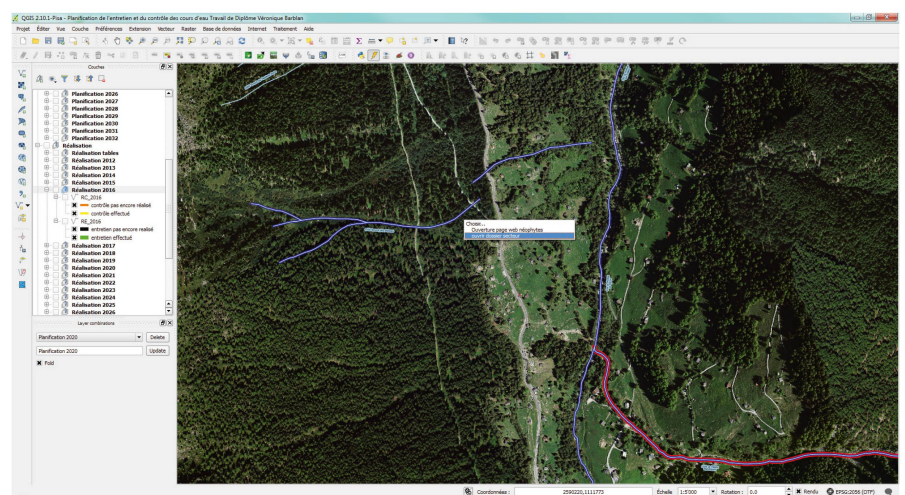 QGIS 2.10.1-Pisa - Planification de l'entretien et du contrôle des cours d'eau Travail de Diplôme Véronique Barblan
Projet Éditer Vue Couche Préférences Extension Vecteur Raster Base de données Internet Traitement Aide
Couches
Planification 2026
Planification 2027
Planification 2028
Planification 2029
Planification 2030
Planification 2031
Planification 2032
Réalisation
Réalisation tables
Réalisation 2012
Réalisation 2013
Réalisation 2014
Réalisation 2015
Réalisation 2016
RC_2016
contrôle pas encore réalisé
contrôle effectué
RE_2016
entretien pas encore realisé
entretien effectué
Réalisation 2017
Réalisation 2018
Réalisation 2019
Réalisation 2020
Réalisation 2021
Réalisation 2022
Réalisation 2023
Réalisation 2024
Réalisation 2025
Réalisation 2026
Layer combinations
Planification 2020
Delete
Planification 2020
Update
Fold
Choisir...
Ouverture page web néophytes
ouvrir dossier secteur
Coordonnées : 2590220,1111773 Échelle 1:5'000 Rotation : 0.0 Rendu EPSG:2056 (OTF)